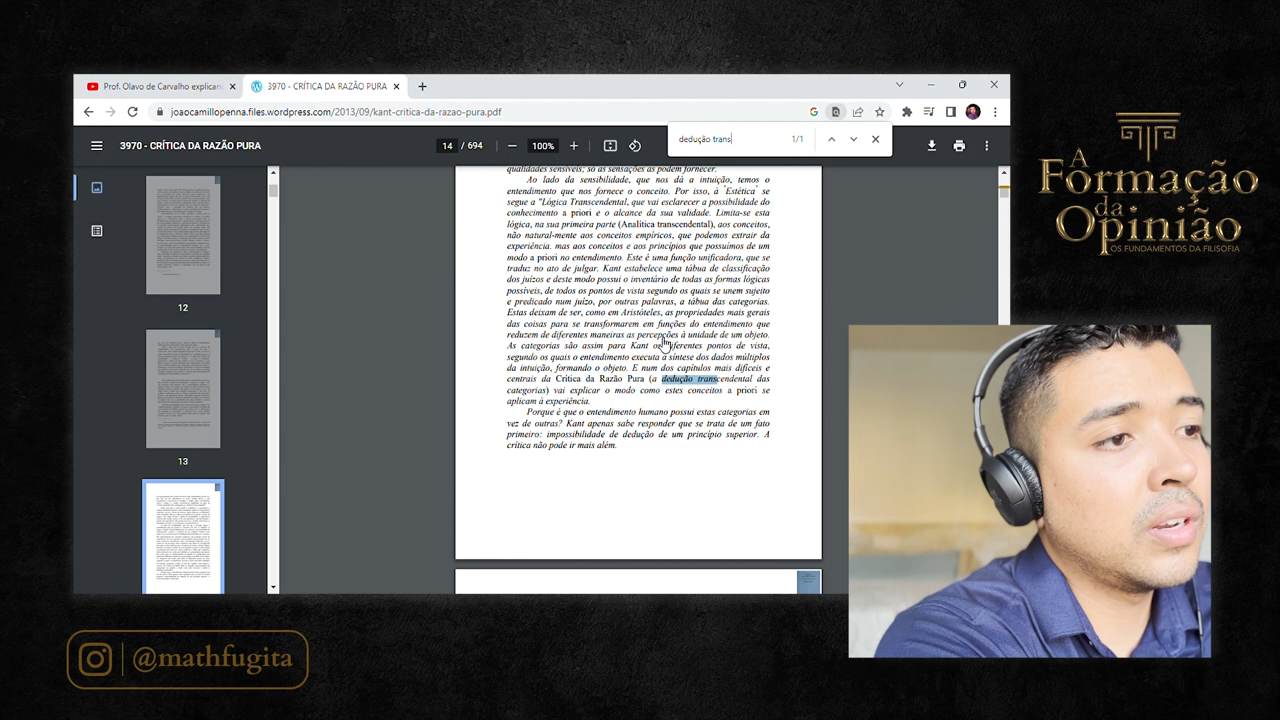 Prof. Olavo de Carvalho explican
3970 - CRÍTICA DA RAZÃO PURA
joaocamillopenna.files.wordpress.com/2013/09/kant-critica-da-razao-pura.pdf
3970 - CRÍTICA DA RAZÃO PURA
14 / 694
100%
dedução trans
1/1
12
13
qualidades sensíveis; só as sensações as podem fornecer.
Ao lado da sensibilidade, que nos dá a intuição, temos o
entendimento que nos fornece o conceito. Por isso, à "Estética" se
segue a "Lógica Transcendental, que vai esclarecer a possibilidade do
conhecimento a priori e o alcance da sua validade. Limita-se esta
lógica, na sua primeira parte (Analítica transcendental), aos conceitos,
não natural-mente aos conceitos empíricos, que podemos extrair da
experiência. mas aos conceitos e aos princípios que possuímos de um
modo a priori no entendimento. Este é uma função unificadora, que se
traduz no ato de julgar. Kant estabelece uma tábua de classificação
dos juízos e deste modo possui o inventário de todas as formas lógicas
possíveis, de todos os pontos de vista segundo os quais se unem sujeito
e predicado num juízo, por outras palavras, a tábua das categorias.
Estas deixam de ser, como em Aristóteles, as propriedades mais gerais
das coisas para se transformarem em funções do entendimento que
reduzem de diferentes maneiras as percepções à unidade de um objeto.
As categorias são assim para Kant os diferentes pontos de vista,
segundo os quais o entendimento executa a síntese dos dados múltiplos
da intuição, formando o objeto. E num dos capítulos mais difíceis e
centrais da Crítica da Razão Pura (a dedução transcendental das
categorias) vai explicar o modo como estes conceitos a priori se
aplicam à experiência.
Porque é que o entendimento humano possui estas categorias em
vez de outras? Kant apenas sabe responder que se trata de um fato
primeiro: impossibilidade de dedução de um princípio superior. A
crítica não pode ir mais além.
A
Formação
da
Opinião
OS FUNDAMENTOS DA FILISOFIA
@mathfugita